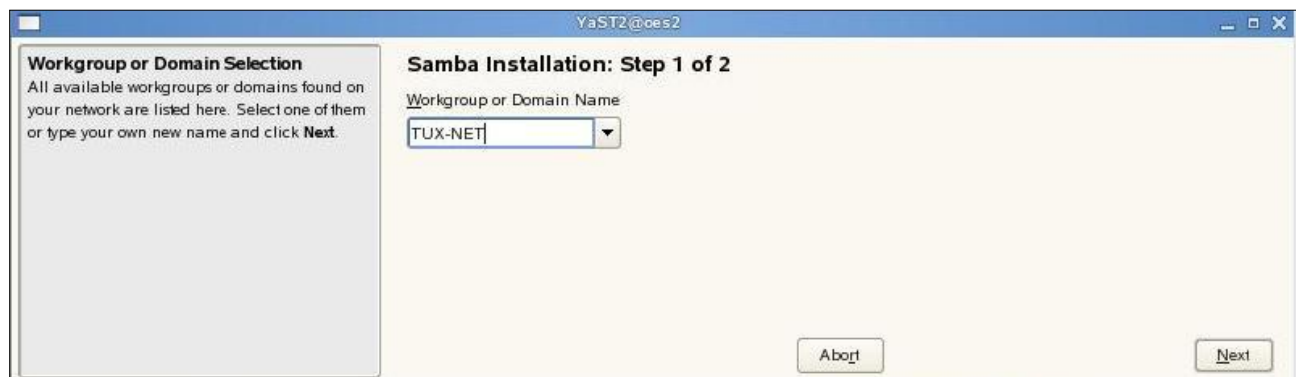 YaST2@oes2
Workgroup or Domain Selection
All available workgroups or domains found on
your network are listed here. Select one of them
or type your own new name and click Next.
Samba Installation: Step 1 of 2
Workgroup or Domain Name
TUX-NET
Abort
Next